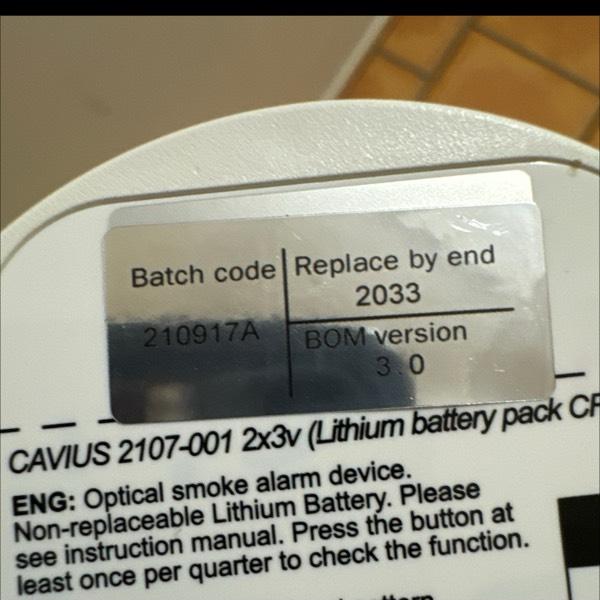 Batch code
210917A
Replace by end
2033
BOM version
3.0
CAVIUS 2107-001 2x3v (Lithium battery pack
ENG: Optical smoke alarm device.
Non-replaceable Lithium Battery. Please
see instruction manual. Press the button at
least once per quarter to check the function.